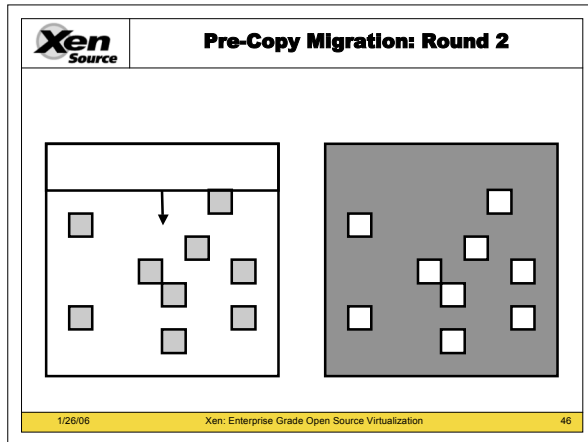 Xen
Source
Pre-Copy Migration: Round 2
1/26/06
Xen: Enterprise Grade Open Source Virtualization
46